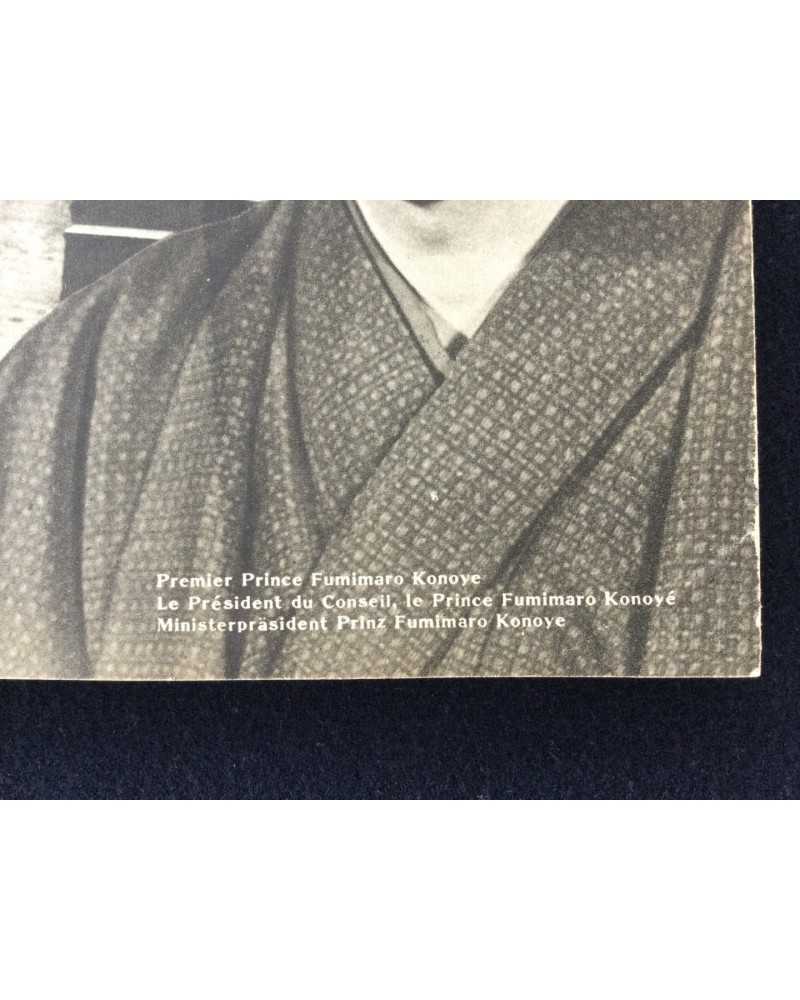 Premier Prince Fumimaro Konoye
Le Président du Conseil, le Prince Fumimaro Konoyé
Ministerpräsident Prinz Fumimaro Konoye